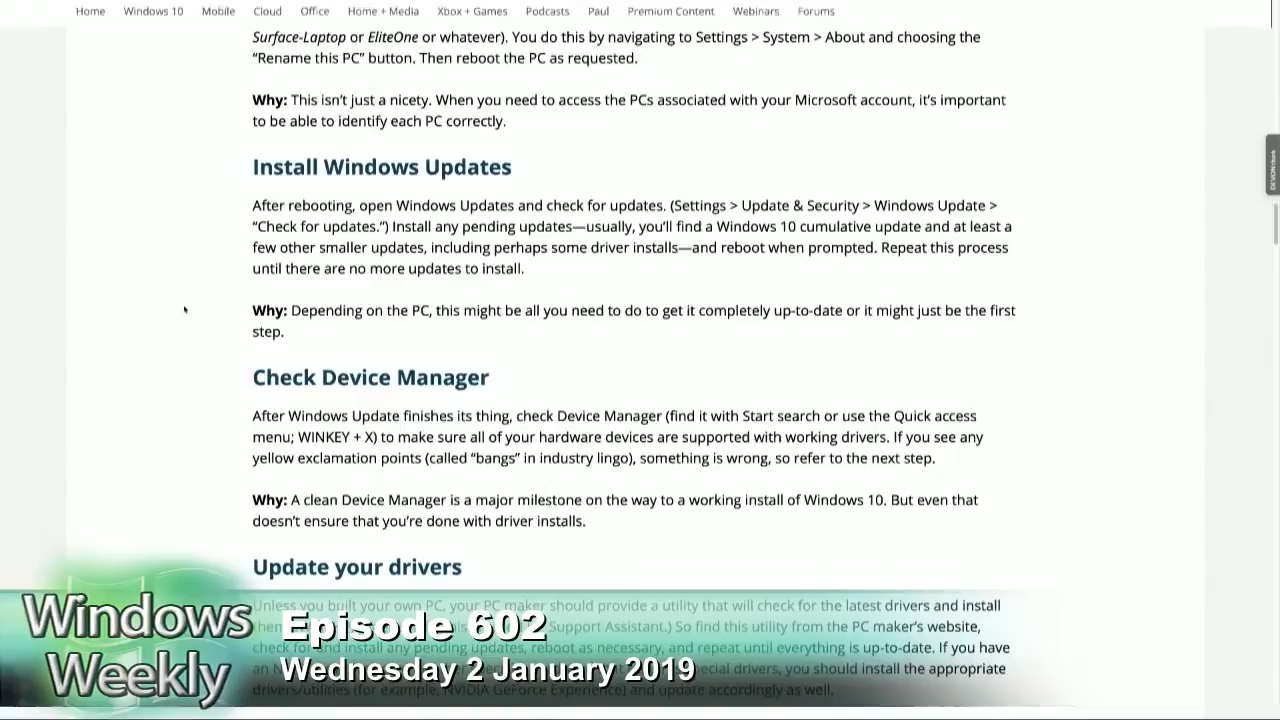 Home Windows 10 Mobile Cloud Office Home + Media Xbox + Games Podcasts Paul Premium Content Webinars Forums
Surface-Laptop or EliteOne or whatever). You do this by navigating to Settings > System > About and choosing the
“Rename this PC” button. Then reboot the PC as requested.
Why: This isn’t just a nicety. When you need to access the PCs associated with your Microsoft account, it’s important
to be able to identify each PC correctly.
Install Windows Updates
After rebooting, open Windows Updates and check for updates. (Settings > Update & Security > Windows Update >
“Check for updates.”) Install any pending updates—usually, you’ll find a Windows 10 cumulative update and at least a
few other smaller updates, including perhaps some driver installs—and reboot when prompted. Repeat this process
until there are no more updates to install.
Why: Depending on the PC, this might be all you need to do to get it completely up-to-date or it might just be the first
step.
Check Device Manager
After Windows Update finishes its thing, check Device Manager (find it with Start search or use the Quick access
menu; WINKEY + X) to make sure all of your hardware devices are supported with working drivers. If you see any
yellow exclamation points (called “bangs” in industry lingo), something is wrong, so refer to the next step.
Why: A clean Device Manager is a major milestone on the way to a working install of Windows 10. But even that
doesn’t ensure that you’re done with driver installs.
Update your drivers
Unless you built your own PC, your PC maker should provide a utility that will check for the latest drivers and install
Support Assistant.) So find this utility from the PC maker’s website,
check for and install any pending updates, reboot as necessary, and repeat until everything is up-to-date. If you have
drivers, you should install the appropriate
drivers/utilities (for example, NVIDIA GeForce Experience) and update accordingly as well.
Windows
Weekly
Episode 602
Wednesday 2 January 2019